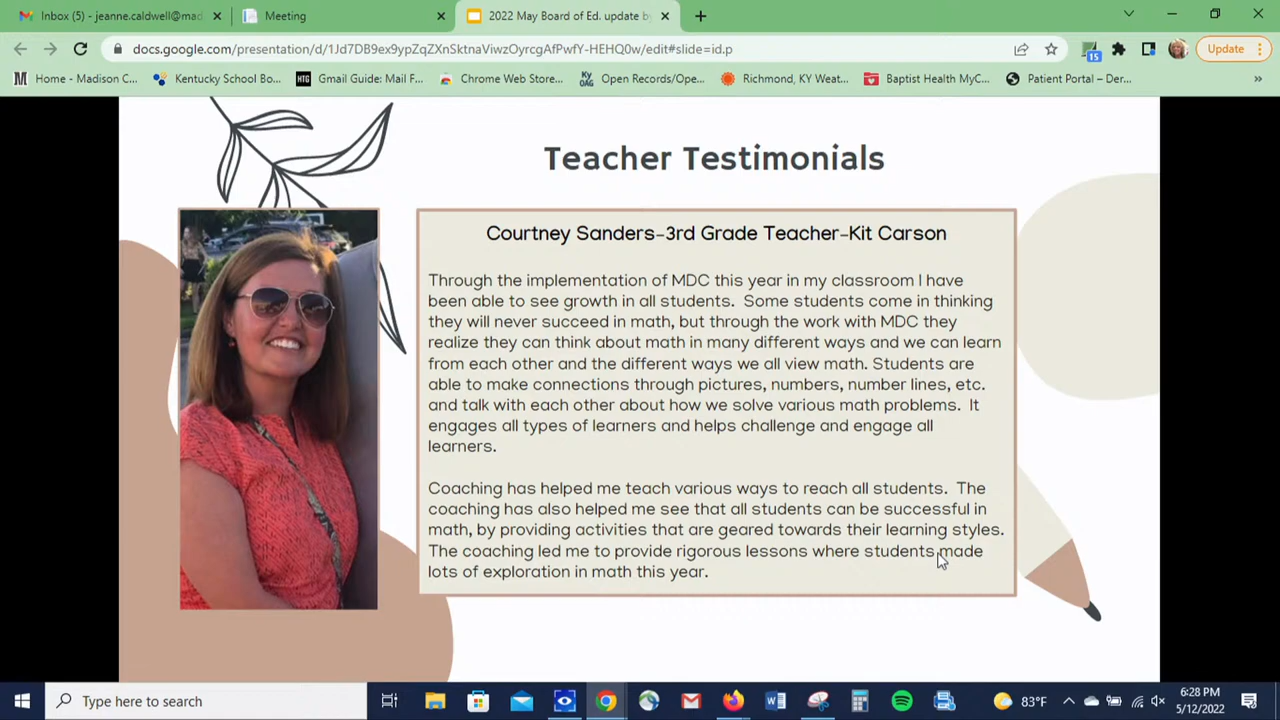 Inbox (5) - jeanne.caldwell@mad
Meeting
2022 May Board of Ed. update by
docs.google.com/presentation/d/1Jd7DB9ex9ypZqZXnSktnaViwzOyrcgAfPwfY-HEHQ0w/edit#slide=id.p
15
Update
Home - Madison C...
Kentucky School Bo...
HTG
Gmail Guide: Mail F...
Chrome Web Store...
KY OAG
Open Records/Ope...
Richmond, KY Weat...
Baptist Health MyC...
Patient Portal – Der...
Teacher Testimonials
Courtney Sanders-3rd Grade Teacher-Kit Carson
Through the implementation of MDC this year in my classroom I have
been able to see growth in all students. Some students come in thinking
they will never succeed in math, but through the work with MDC they
realize they can think about math in many different ways and we can learn
from each other and the different ways we all view math. Students are
able to make connections through pictures, numbers, number lines, etc.
and talk with each other about how we solve various math problems. It
engages all types of learners and helps challenge and engage all
learners.
Coaching has helped me teach various ways to reach all students. The
coaching has also helped me see that all students can be successful in
math, by providing activities that are geared towards their learning styles.
The coaching led me to provide rigorous lessons where students made
lots of exploration in math this year.
Type here to search
83°F
6:28 PM
5/12/2022